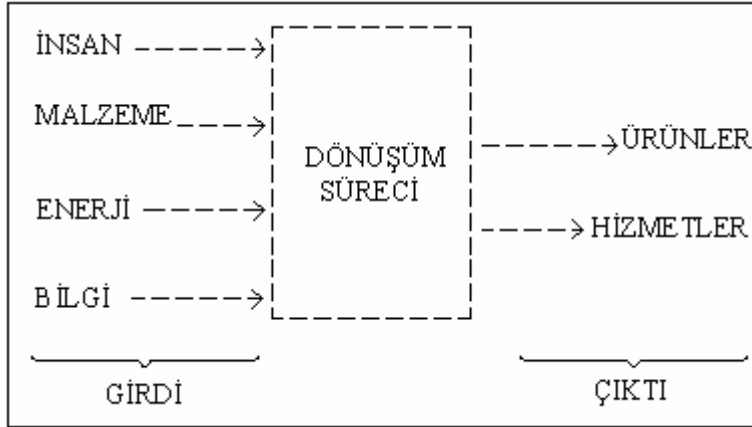 İNSAN
MALZEME
ENERJİ
BİLGİ
GİRDİ
DÖNÜŞÜM
SÜRECİ
ÜRÜNLER
HİZMETLER
ÇIKTI